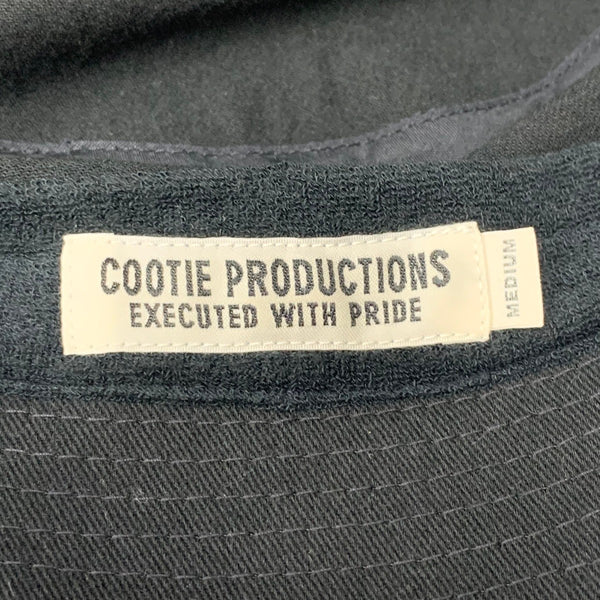 COOTIE PRODUCTIONS
EXECUTED WITH PRIDE
MEDIUM